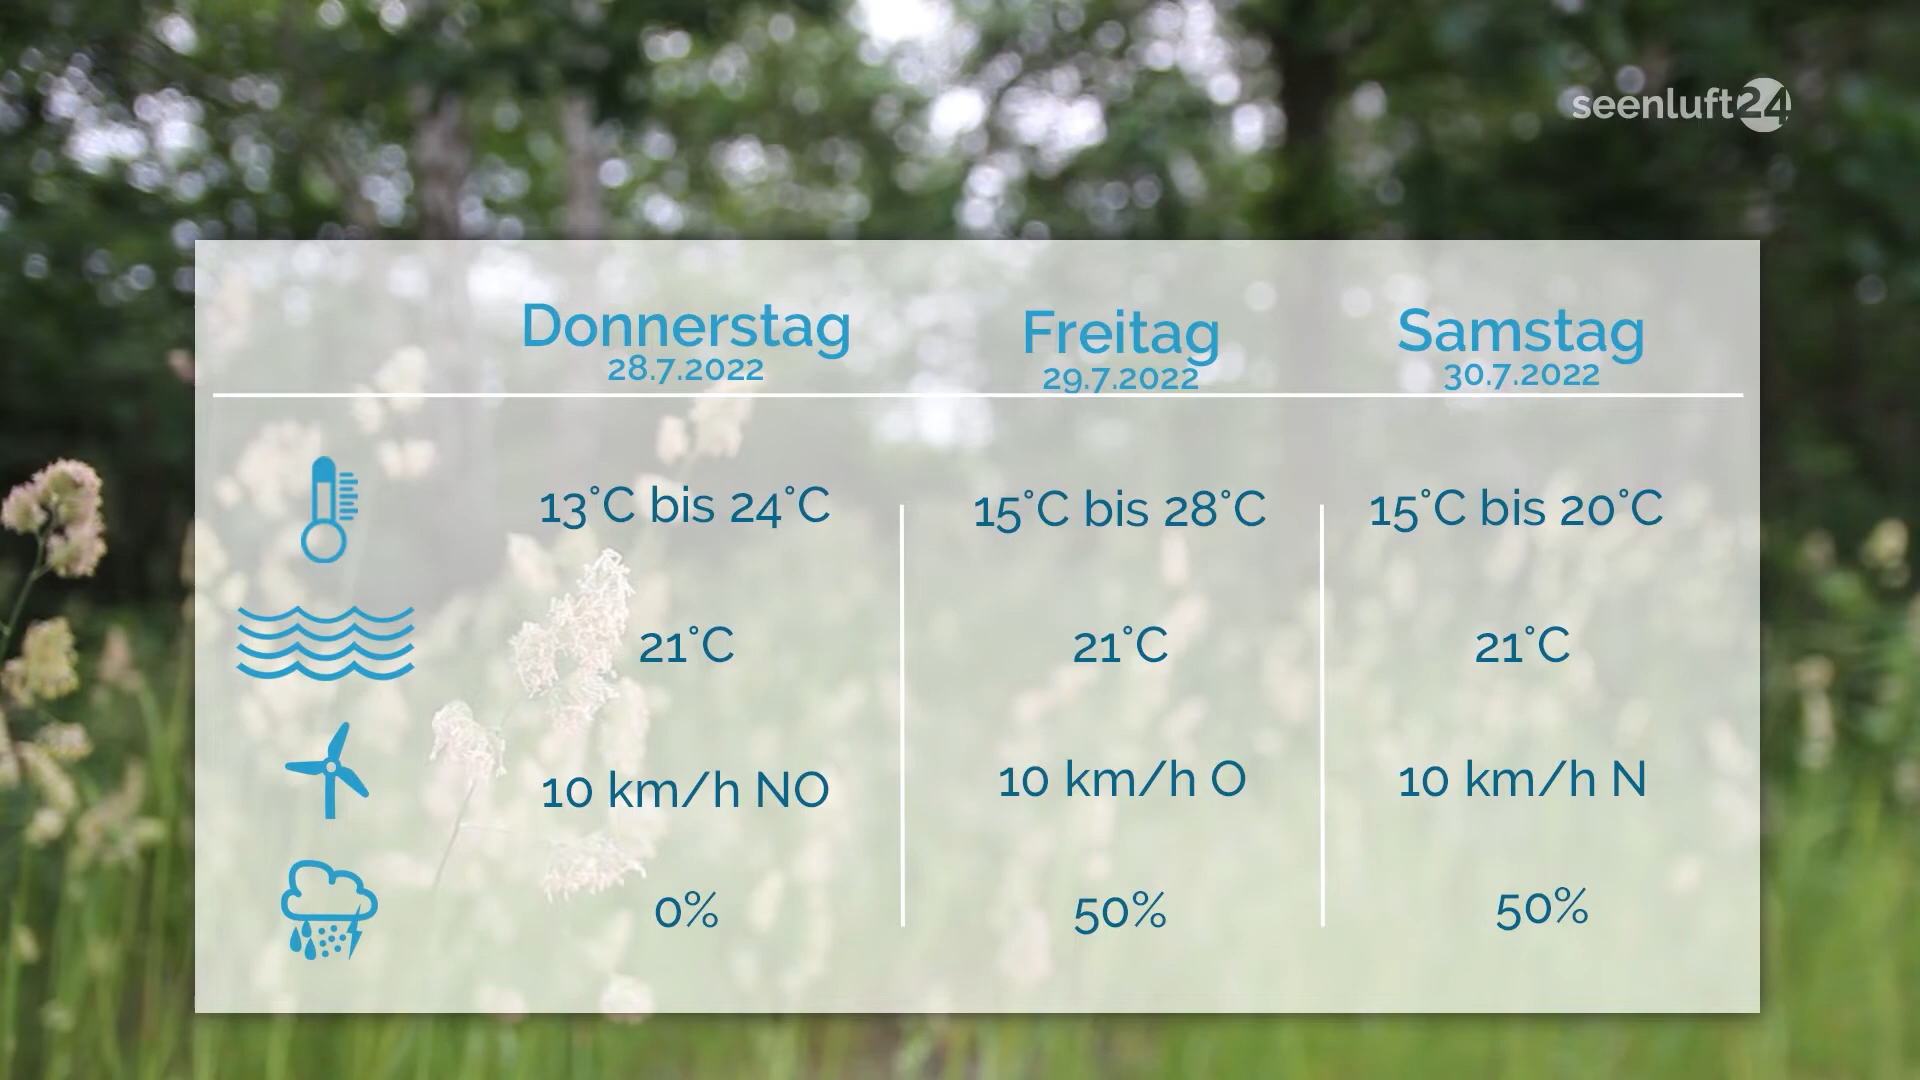 seenluft24
Donnerstag Freitag Samstag
28.7.2022 29.7.2022 30.7.2022
13°C bis 24°C 15°C bis 28°C 15°C bis 20°C
21°C 21°C 21°C
10 km/h NO 10 km/h O 10 km/h N
0% 50% 50%